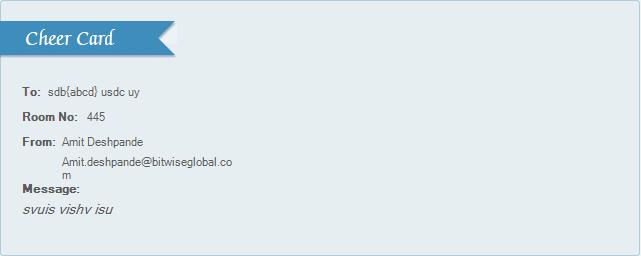 Cheer Card
To: sdb{abcd} usdc uy
Room No: 445
From: Amit Deshpande
Amit.deshpande@bitwiseglobal.co
m
Message:
svuis vishv isu